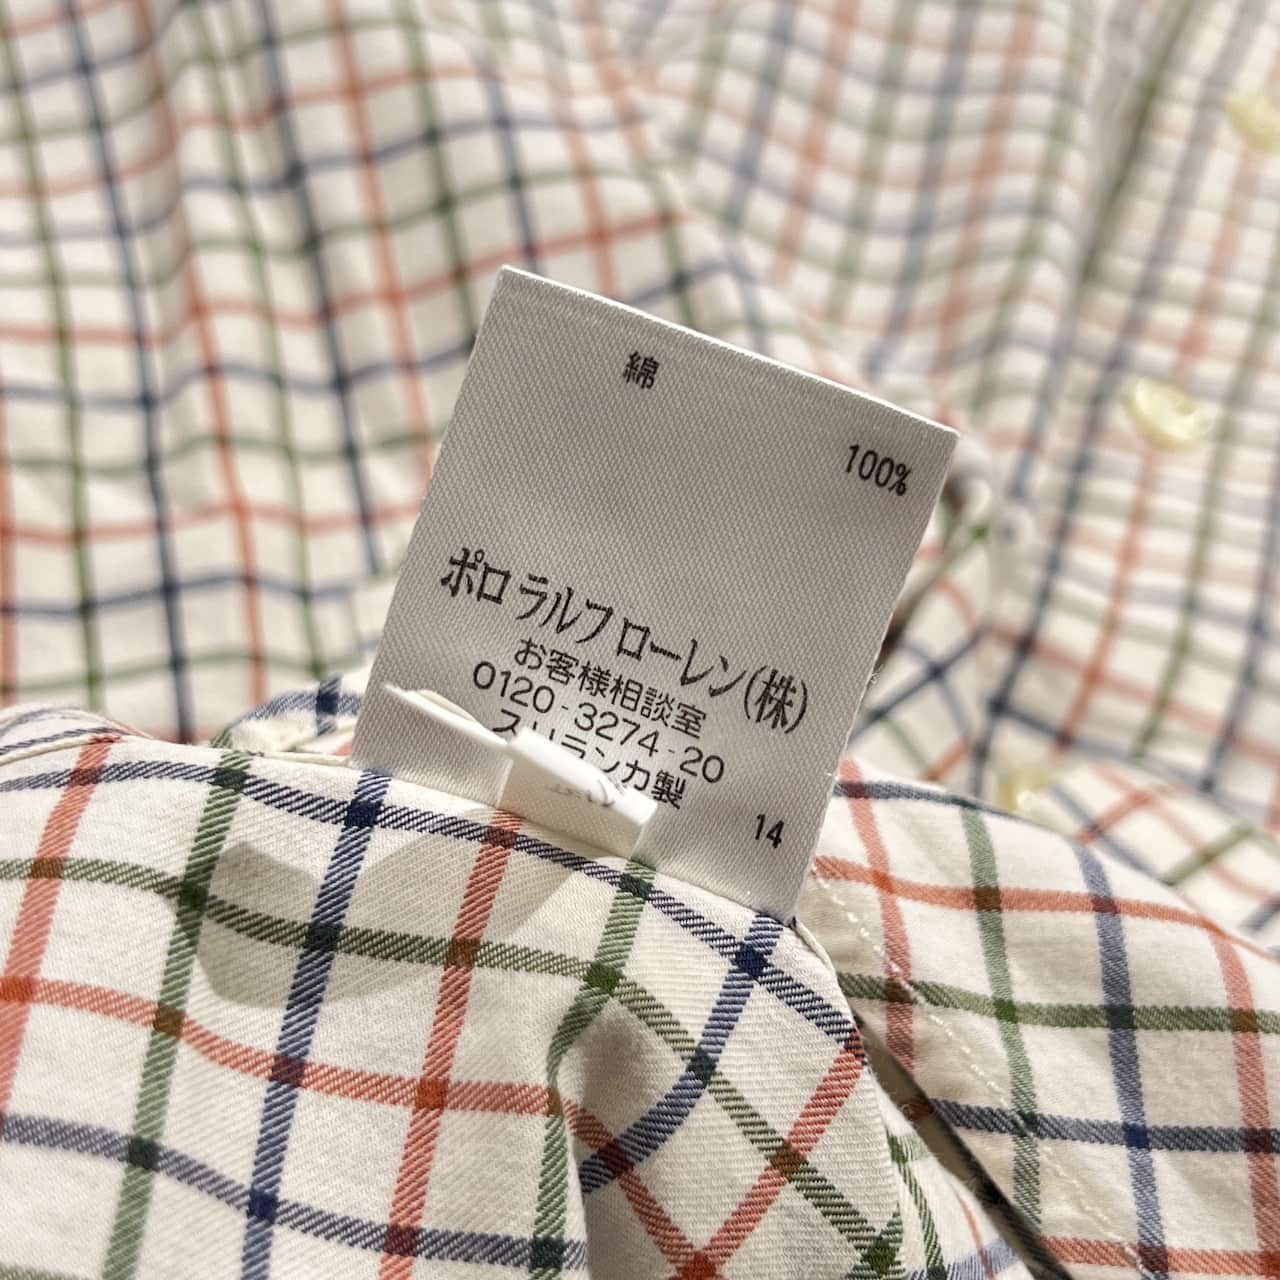 綿
100%
ポロ ラルフ ローレン(株)
お客様相談室
0120-3274-20
スリランカ製
14